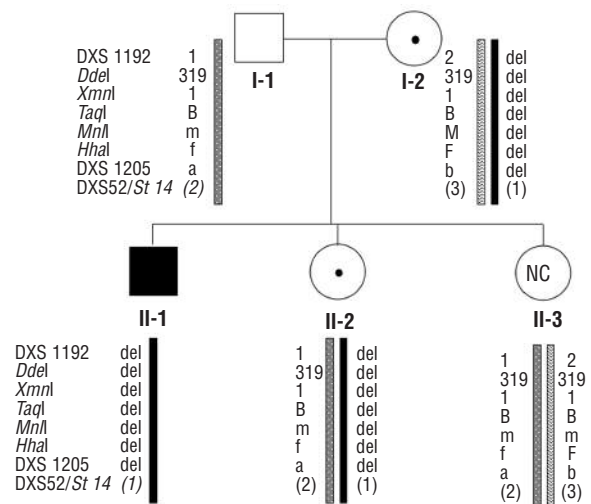 I-1
I-2
DXS 1192 1 2 del
DdeI 319 319 del
XmnI 1 1 del
TaqI B B del
MnlI m M del
HhaI f F del
DXS 1205 a b del
DXS52/St 14 (2) (3) (1)
NC
II-1
II-2
II-3
DXS 1192 del 1 del 1 2
DdeI del 319 del 319 319
XmnI del 1 del 1 1
TaqI del B del B B
MnlI del m del m m
HhaI del f del f F
DXS 1205 del a del a b
DXS52/St 14 (1) (2) (1) (2) (3)